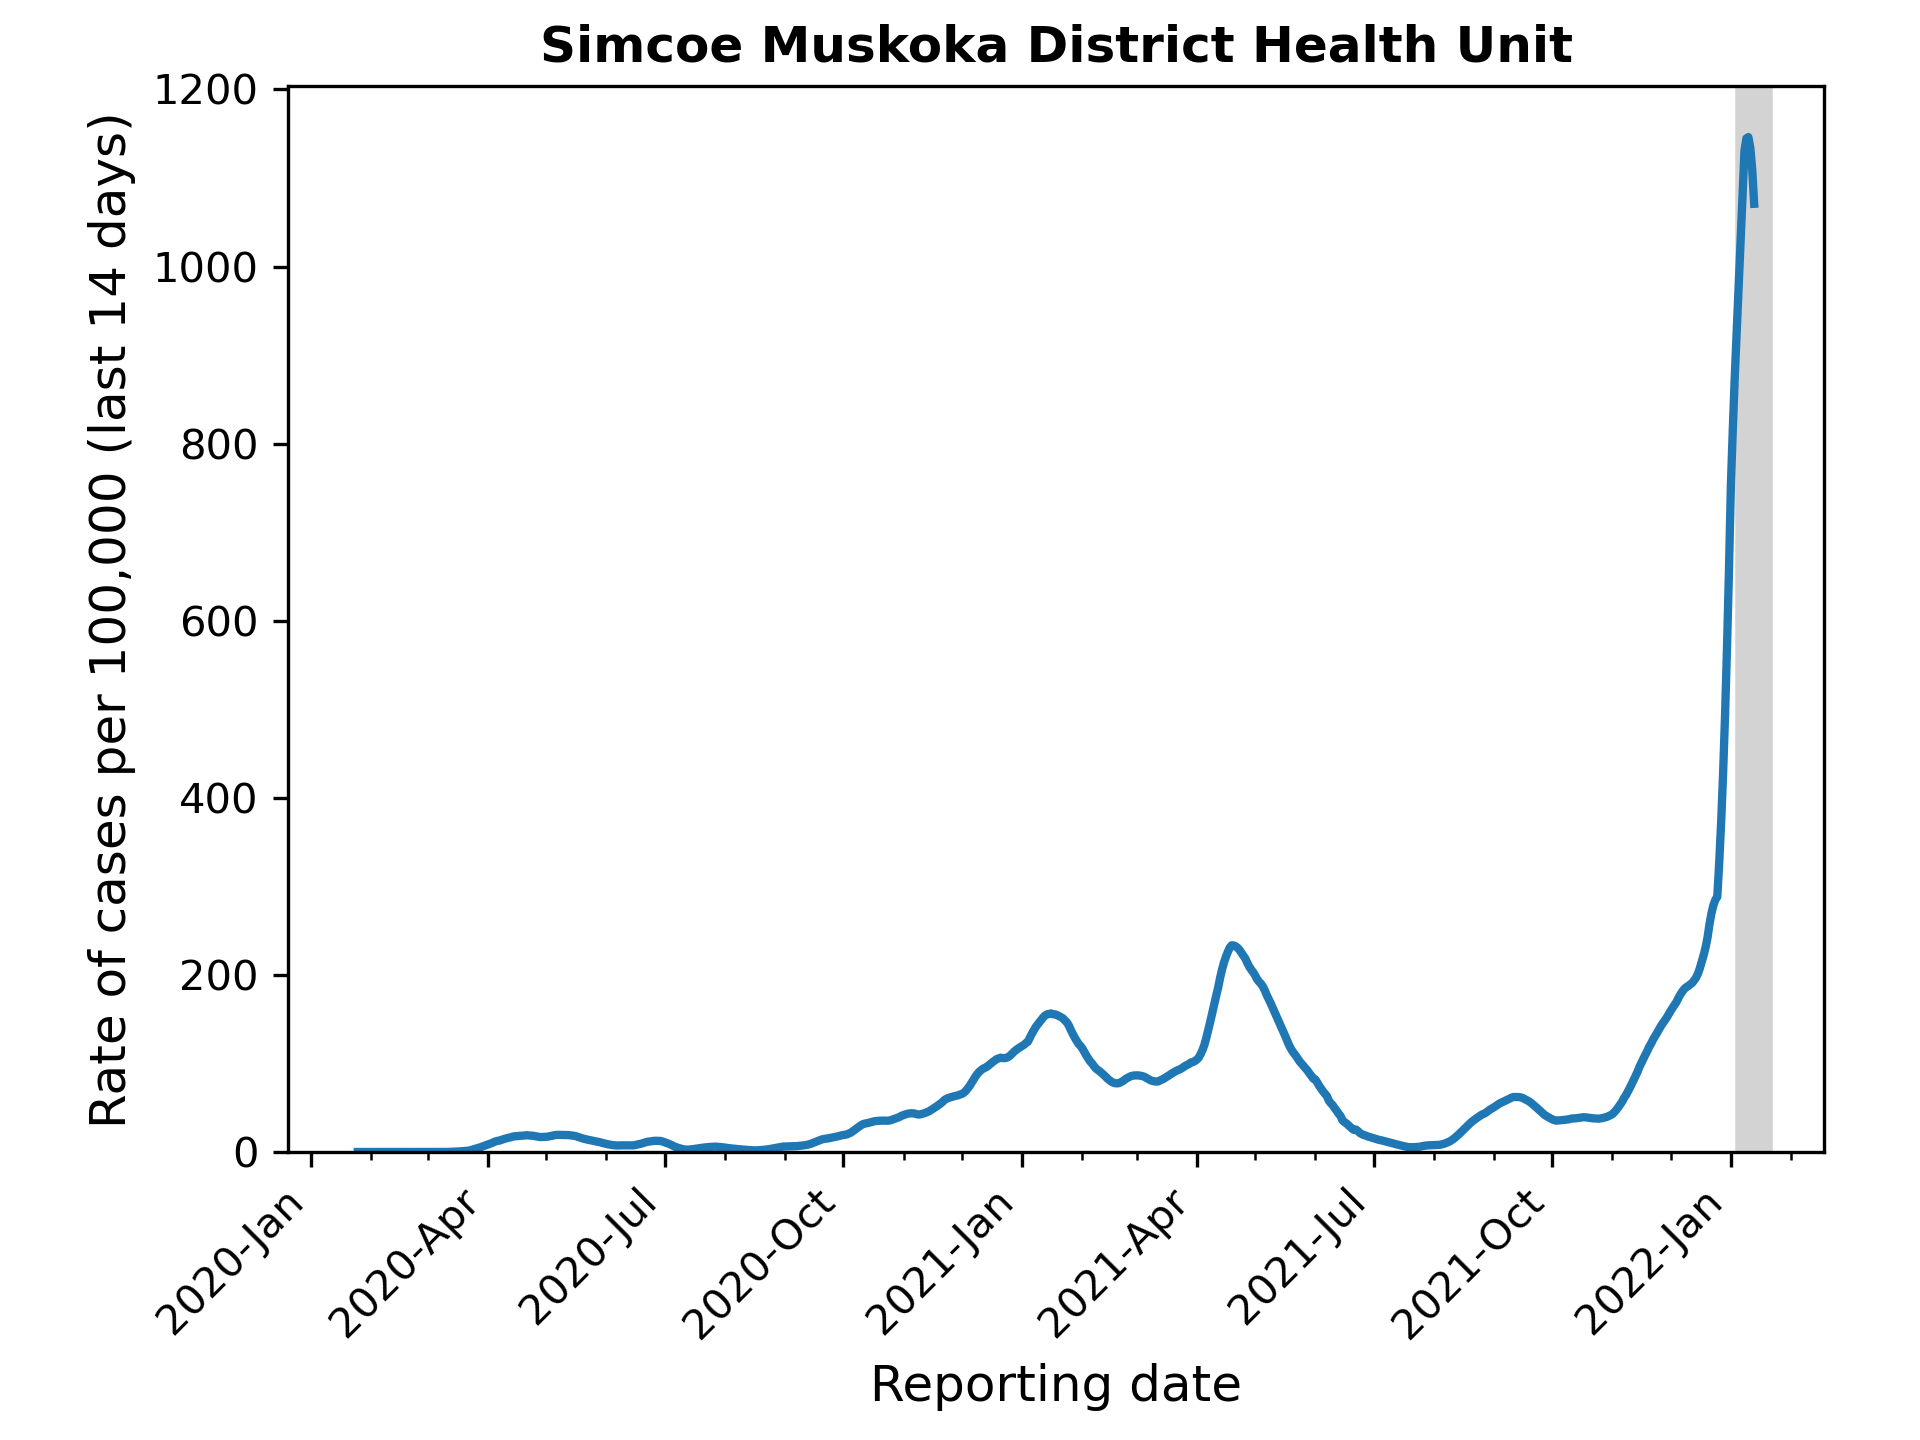 Simcoe Muskoka District Health Unit
Rate of cases per 100,000 (last 14 days)
1200
1000
800
600
400
200
0
2020-Jan
2020-Apr
2020-Jul
2020-Oct
2021-Jan
2021-Apr
2021-Jul
2021-Oct
2022-Jan
Reporting date